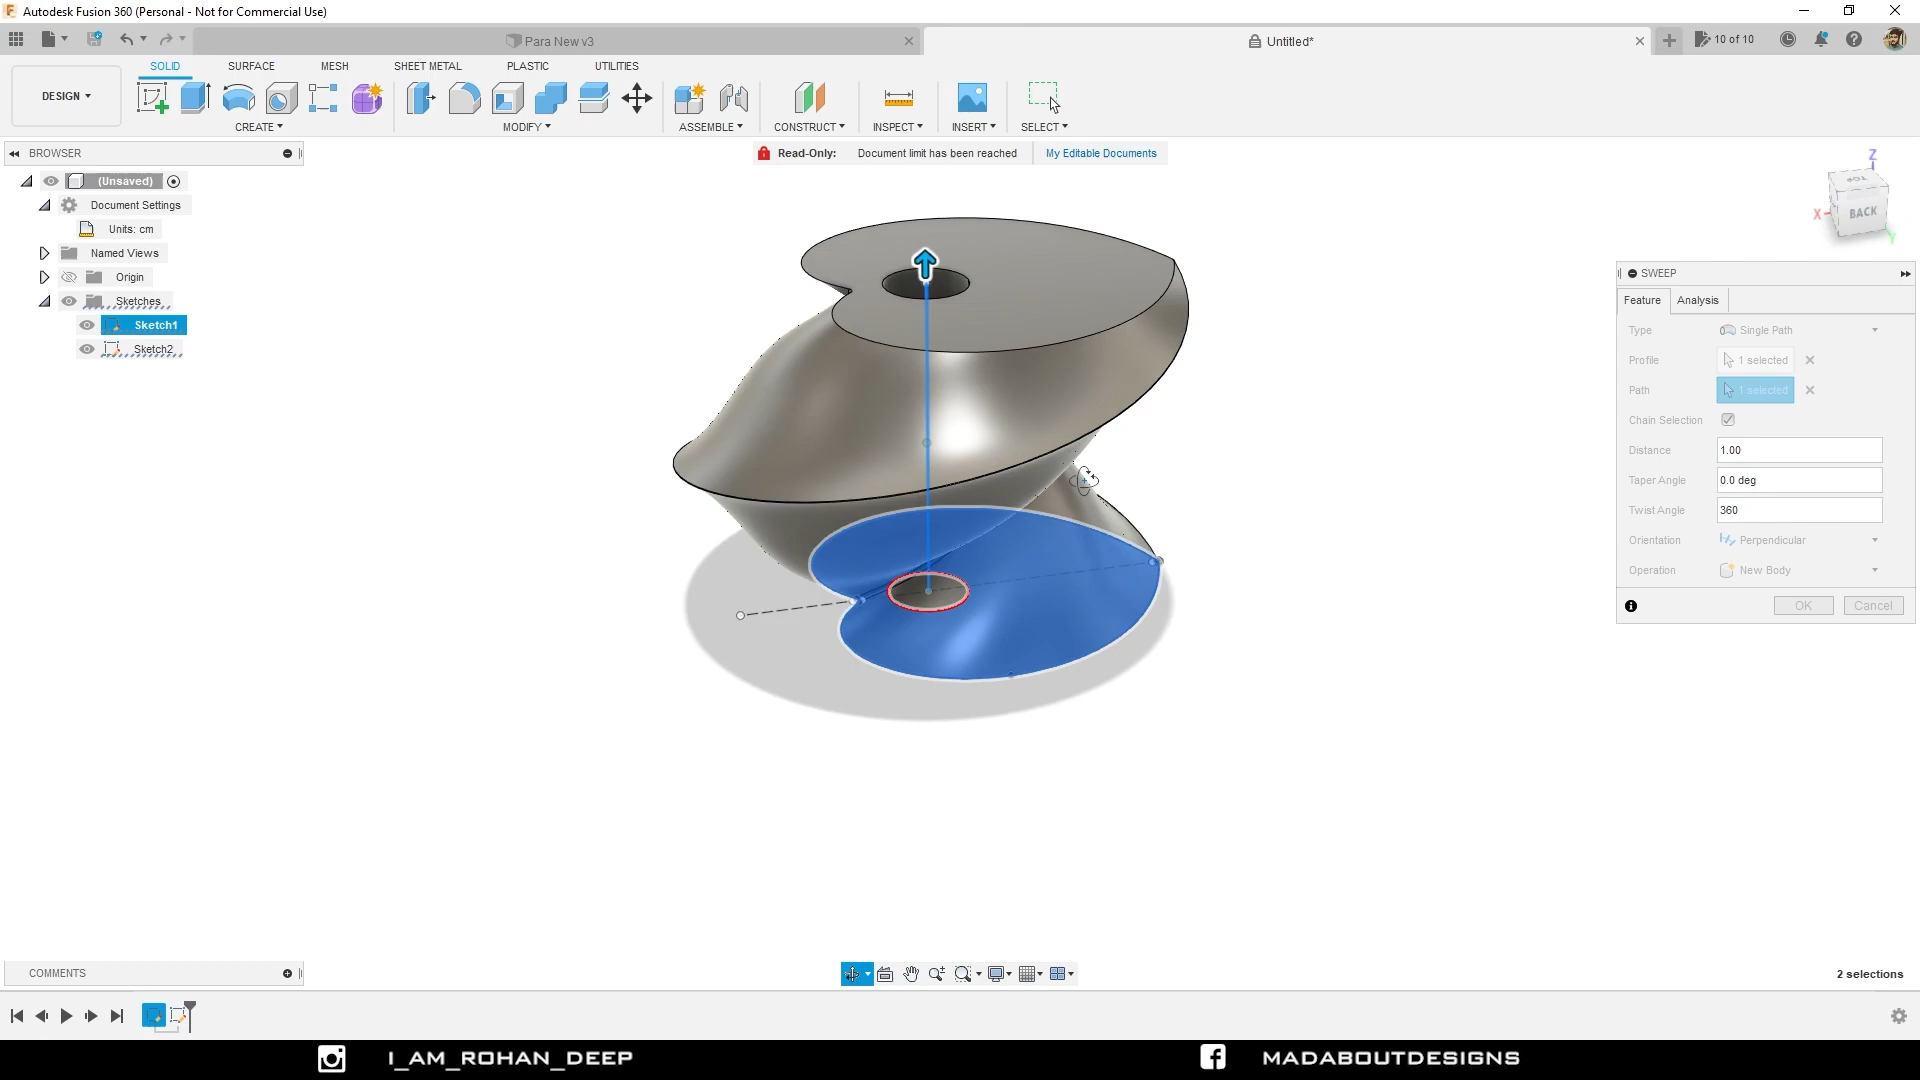 Autodesk Fusion 360 (Personal - Not for Commercial Use)
Para New v3
Untitled*
10 of 10
DESIGN
SOLID
SURFACE
MESH
SHEET METAL
PLASTIC
UTILITIES
CREATE
MODIFY
ASSEMBLE
CONSTRUCT
INSPECT
INSERT
SELECT
BROWSER
Read-Only: Document limit has been reached
My Editable Documents
(Unsaved)
Document Settings
Units: cm
Named Views
Origin
Sketches
Sketch1
Sketch2
Z
TOP
X
BACK
Y
SWEEP
Feature
Analysis
Type Single Path
Profile 1 selected
Path 1 selected
Chain Selection
Distance 1.00
Taper Angle 0.0 deg
Twist Angle 360
Orientation Perpendicular
Operation New Body
OK
Cancel
COMMENTS
2 selections
I_AM_ROHAN_DEEP
MADABOUTDESIGNS